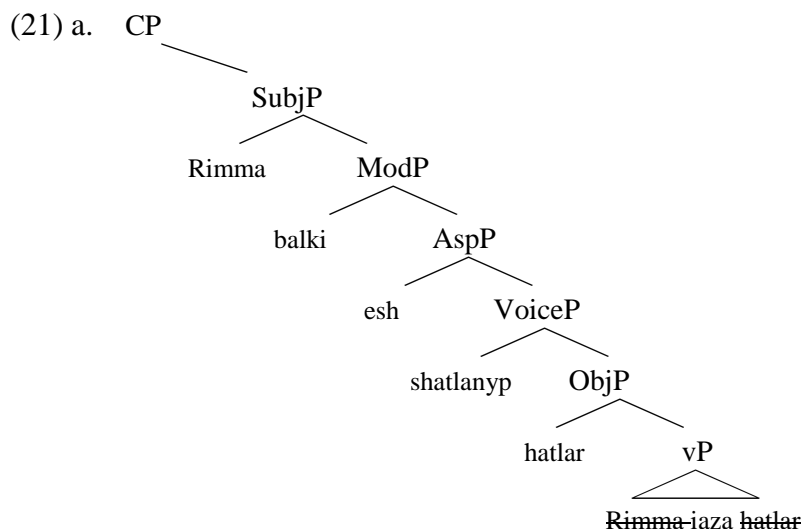 (21) a. CP
SubjP
Rimma ModP
balki AspP
esh VoiceP
shatlanyp ObjP
hatlar vP
Rimma iaza hatlar